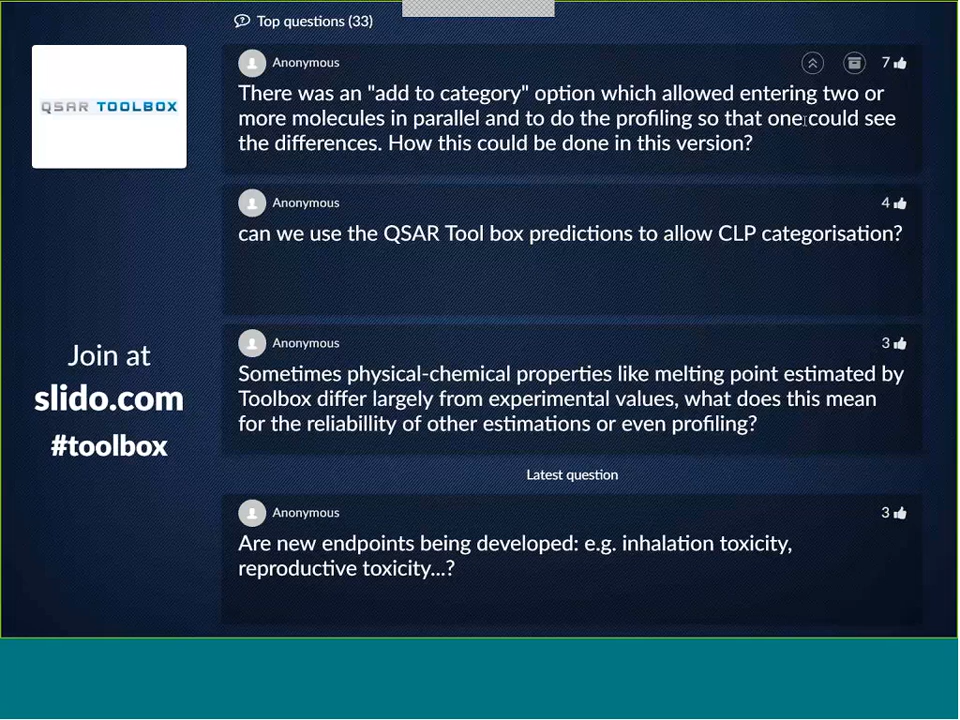 Top questions (33)
QSAR TOOLBOX
Anonymous
7
There was an "add to category" option which allowed entering two or
more molecules in parallel and to do the profiling so that one could see
the differences. How this could be done in this version?
Anonymous
4
can we use the QSAR Tool box predictions to allow CLP categorisation?
Join at
slido.com
#toolbox
Anonymous
3
Sometimes physical-chemical properties like melting point estimated by
Toolbox differ largely from experimental values, what does this mean
for the reliabillity of other estimations or even profiling?
Latest question
Anonymous
3
Are new endpoints being developed: e.g. inhalation toxicity,
reproductive toxicity...?